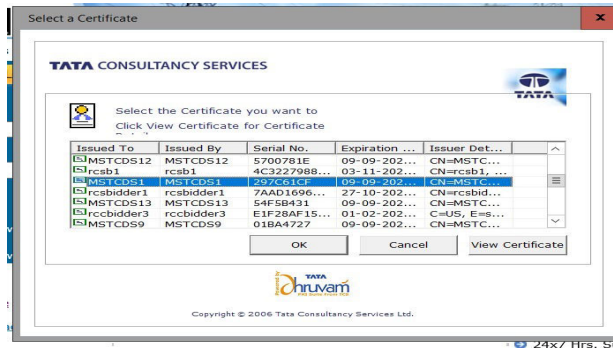 Select a Certificate
x
TATA CONSULTANCY SERVICES
TATA
Select the Certificate you want to
Click View Certificate for Certificate
Issued To Issued By Serial No. Expiration ... Issuer Det...
MSTCDS12 MSTCDS12 5700781E 09-09-202... CN=MSTC...
rcsb1 rcsb1 4C3227988... 03-11-202... CN=rcsb1, ...
MSTCDS1 MSTCDS1 297C61CF 09-09-202... CN=MSTC...
rcsbidder1 rcsbidder1 7AAD1696... 27-10-202... CN=rcsbid...
MSTCDS13 MSTCDS13 54F5B431 09-09-202... CN=MSTC...
rccbidder3 rccbidder3 E1F28AF15... 01-02-202... C=US, E=s...
MSTCDS9 MSTCDS9 01BA4727 09-09-202... CN=MSTC...
OK Cancel View Certificate
TATA
Dhruvam
Copyright © 2006 Tata Consultancy Services Ltd.
24x7 Hrs. S